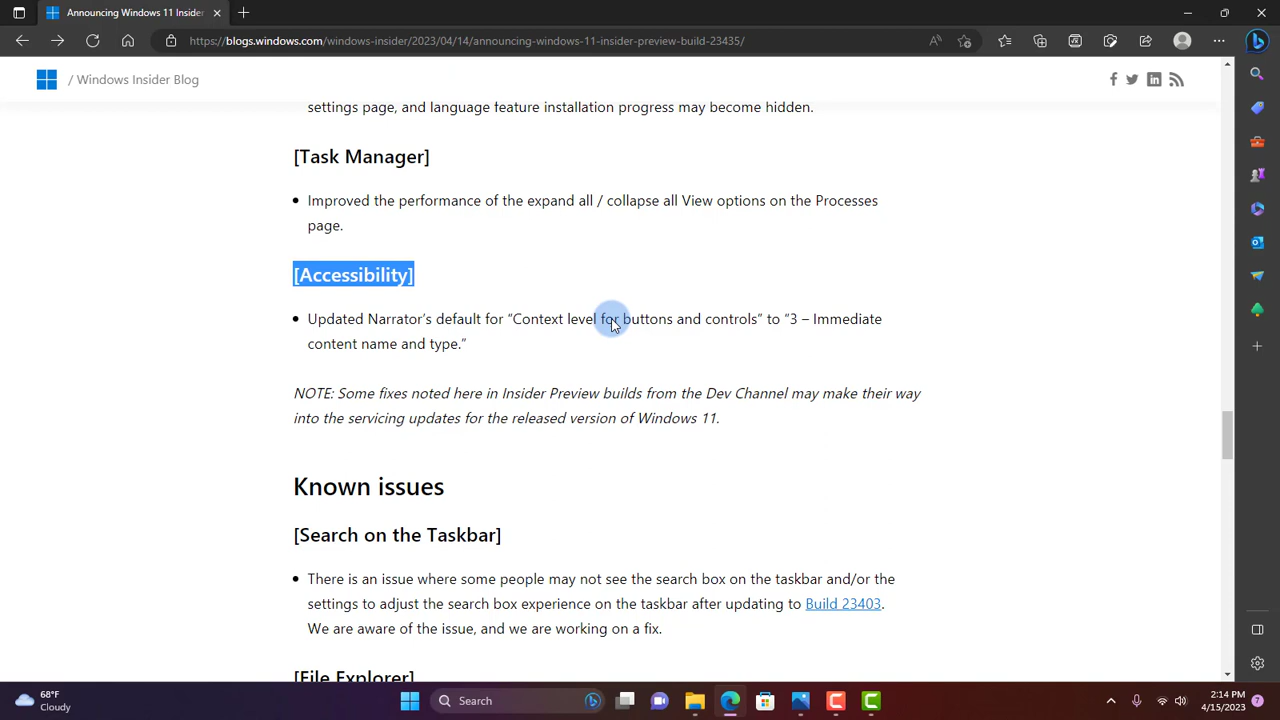 Announcing Windows 11 Insider
https://blogs.windows.com/windows-insider/2023/04/14/announcing-windows-11-insider-preview-build-23435/
/ Windows Insider Blog
settings page, and language feature installation progress may become hidden.
[Task Manager]
Improved the performance of the expand all / collapse all View options on the Processes
page.
[Accessibility]
Updated Narrator’s default for “Context level for buttons and controls” to “3 – Immediate
content name and type.”
NOTE: Some fixes noted here in Insider Preview builds from the Dev Channel may make their way
into the servicing updates for the released version of Windows 11.
Known issues
[Search on the Taskbar]
There is an issue where some people may not see the search box on the taskbar and/or the
settings to adjust the search box experience on the taskbar after updating to Build 23403.
We are aware of the issue, and we are working on a fix.
[File Explorer]
68°F
Cloudy
Search
2:14 PM
4/15/2023
7